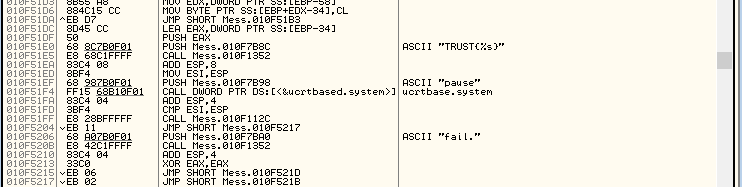 010F51D3 8B55 A8 MOV EDX,DWORD PTR SS:[EBP-58]
010F51D6 884C15 CC MOV BYTE PTR SS:[EBP+EDX-34],CL
010F51DA ^EB D7 JMP SHORT Mess.010F51B3
010F51DC 8D45 CC LEA EAX,DWORD PTR SS:[EBP-34]
010F51DF 50 PUSH EAX
010F51E0 68 8C7B0F01 PUSH Mess.010F7B8C ASCII "TRUST(%s)"
010F51E5 E8 68C1FFFF CALL Mess.010F1352
010F51EA 83C4 08 ADD ESP,8
010F51ED 8BF4 MOV ESI,ESP
010F51EF 68 987B0F01 PUSH Mess.010F7B98 ASCII "pause"
010F51F4 FF15 68B10F01 CALL DWORD PTR DS:[<&ucrtbased.system>] ucrtbase.system
010F51FA 83C4 04 ADD ESP,4
010F51FD 3BF4 CMP ESI,ESP
010F51FF E8 28BFFFFF CALL Mess.010F112C
010F5204 ˅EB 11 JMP SHORT Mess.010F5217
010F5206 68 A07B0F01 PUSH Mess.010F7BA0 ASCII "fail."
010F520B E8 42C1FFFF CALL Mess.010F1352
010F5210 83C4 04 ADD ESP,4
010F5213 33C0 XOR EAX,EAX
010F5215 ˅EB 06 JMP SHORT Mess.010F521D
010F5217 ˅EB 02 JMP SHORT Mess.010F521B